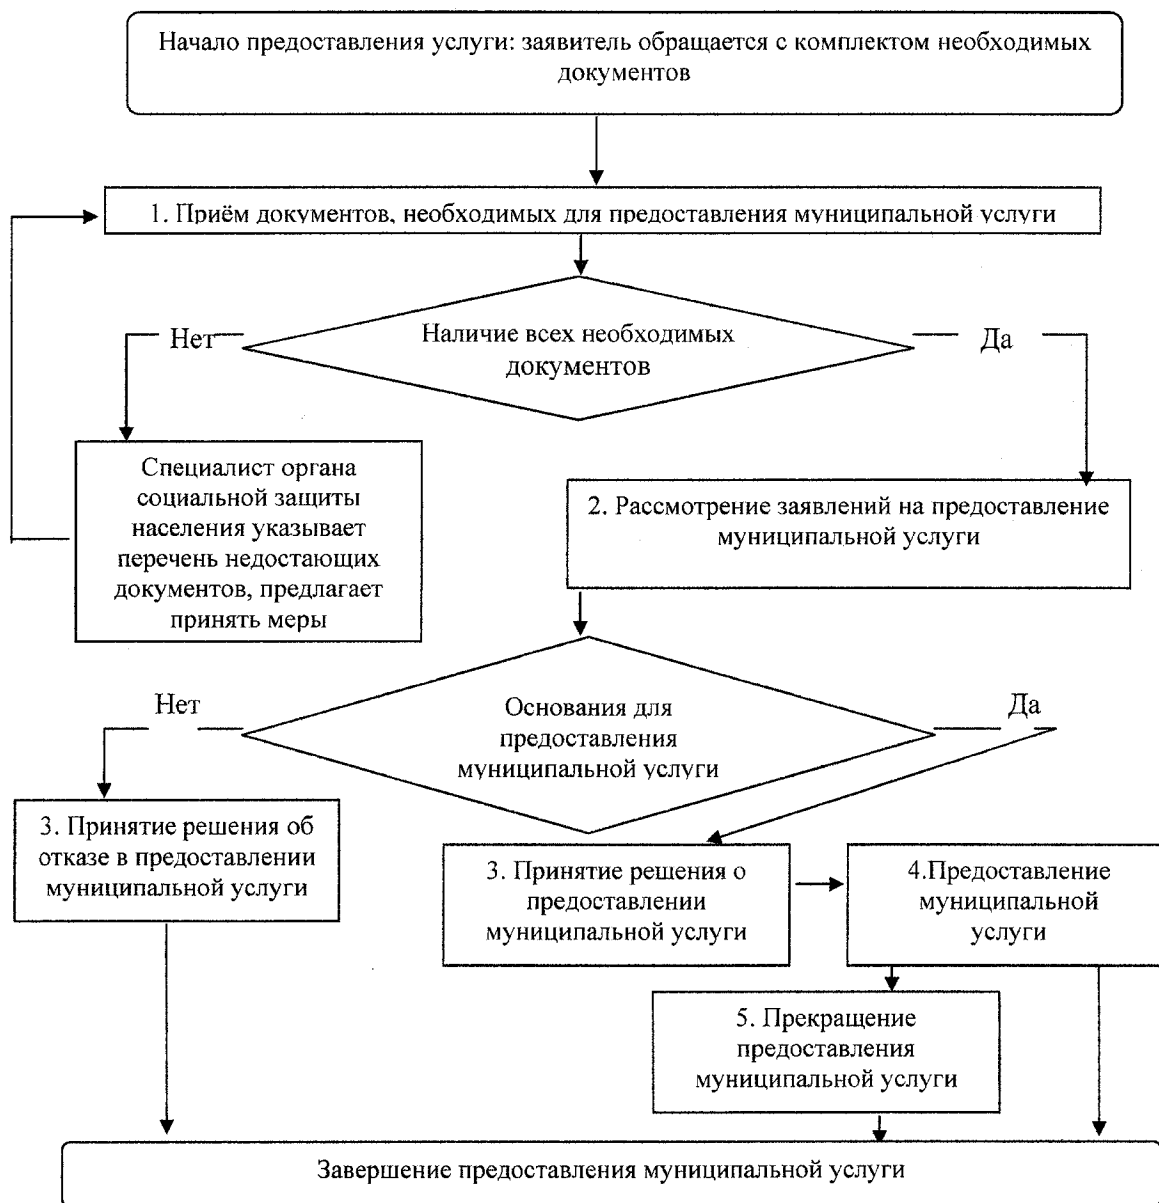 Начало предоставления услуги: заявитель обращается с комплектом необходимых
документов
1. Приём документов, необходимых для предоставления муниципальной услуги
Нет
Наличие всех необходимых
документов
Да
Специалист органа
социальной защиты
населения указывает
перечень недостающих
документов, предлагает
принять меры
2. Рассмотрение заявлений на предоставление
муниципальной услуги
Нет
Основания для
предоставления
муниципальной услуги
Да
3. Принятие решения об
отказе в предоставлении
муниципальной услуги
3. Принятие решения о
предоставлении
муниципальной услуги
4.Предоставление
муниципальной
услуги
5. Прекращение
предоставления
муниципальной услуги
Завершение предоставления муниципальной услуги